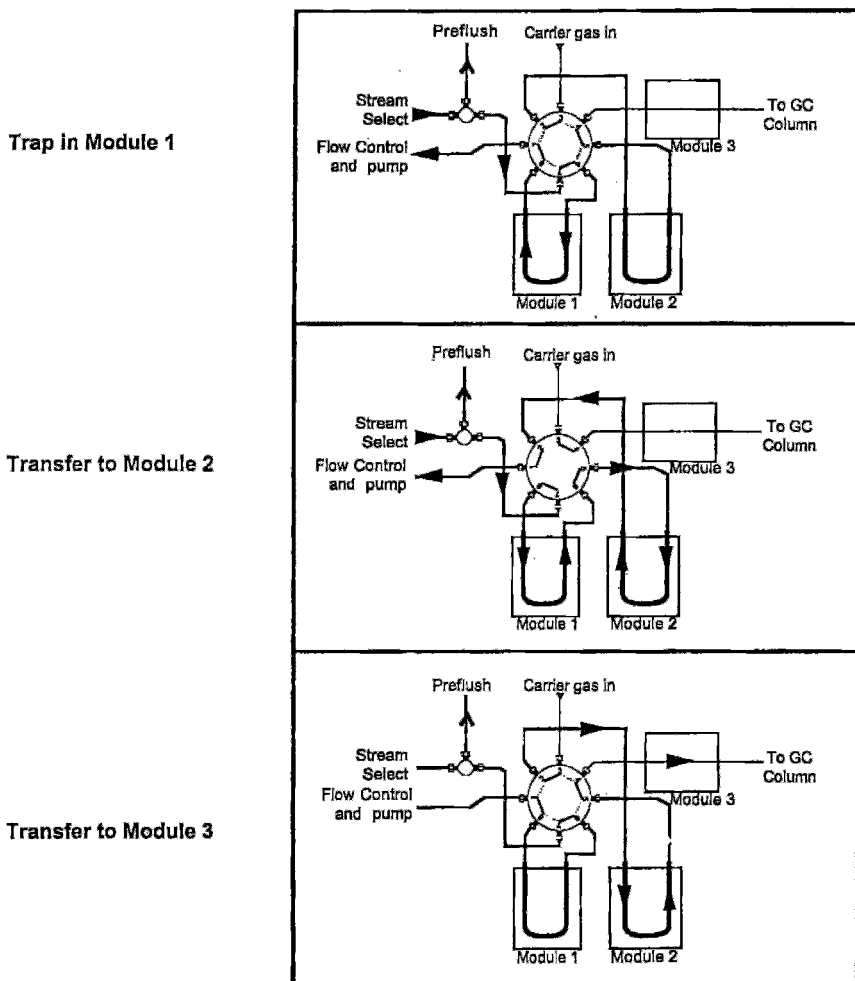 Trap in Module 1
Preflush
Carrier gas in
Stream
Select
Flow Control
and pump
To GC
Column
Module 3
Module 1
Module 2
Transfer to Module 2
Preflush
Carrier gas in
Stream
Select
Flow Control
and pump
To GC
Column
Module 3
Module 1
Module 2
Transfer to Module 3
Preflush
Carrier gas in
Stream
Select
Flow Control
and pump
To GC
Column
Module 3
Module 1
Module 2